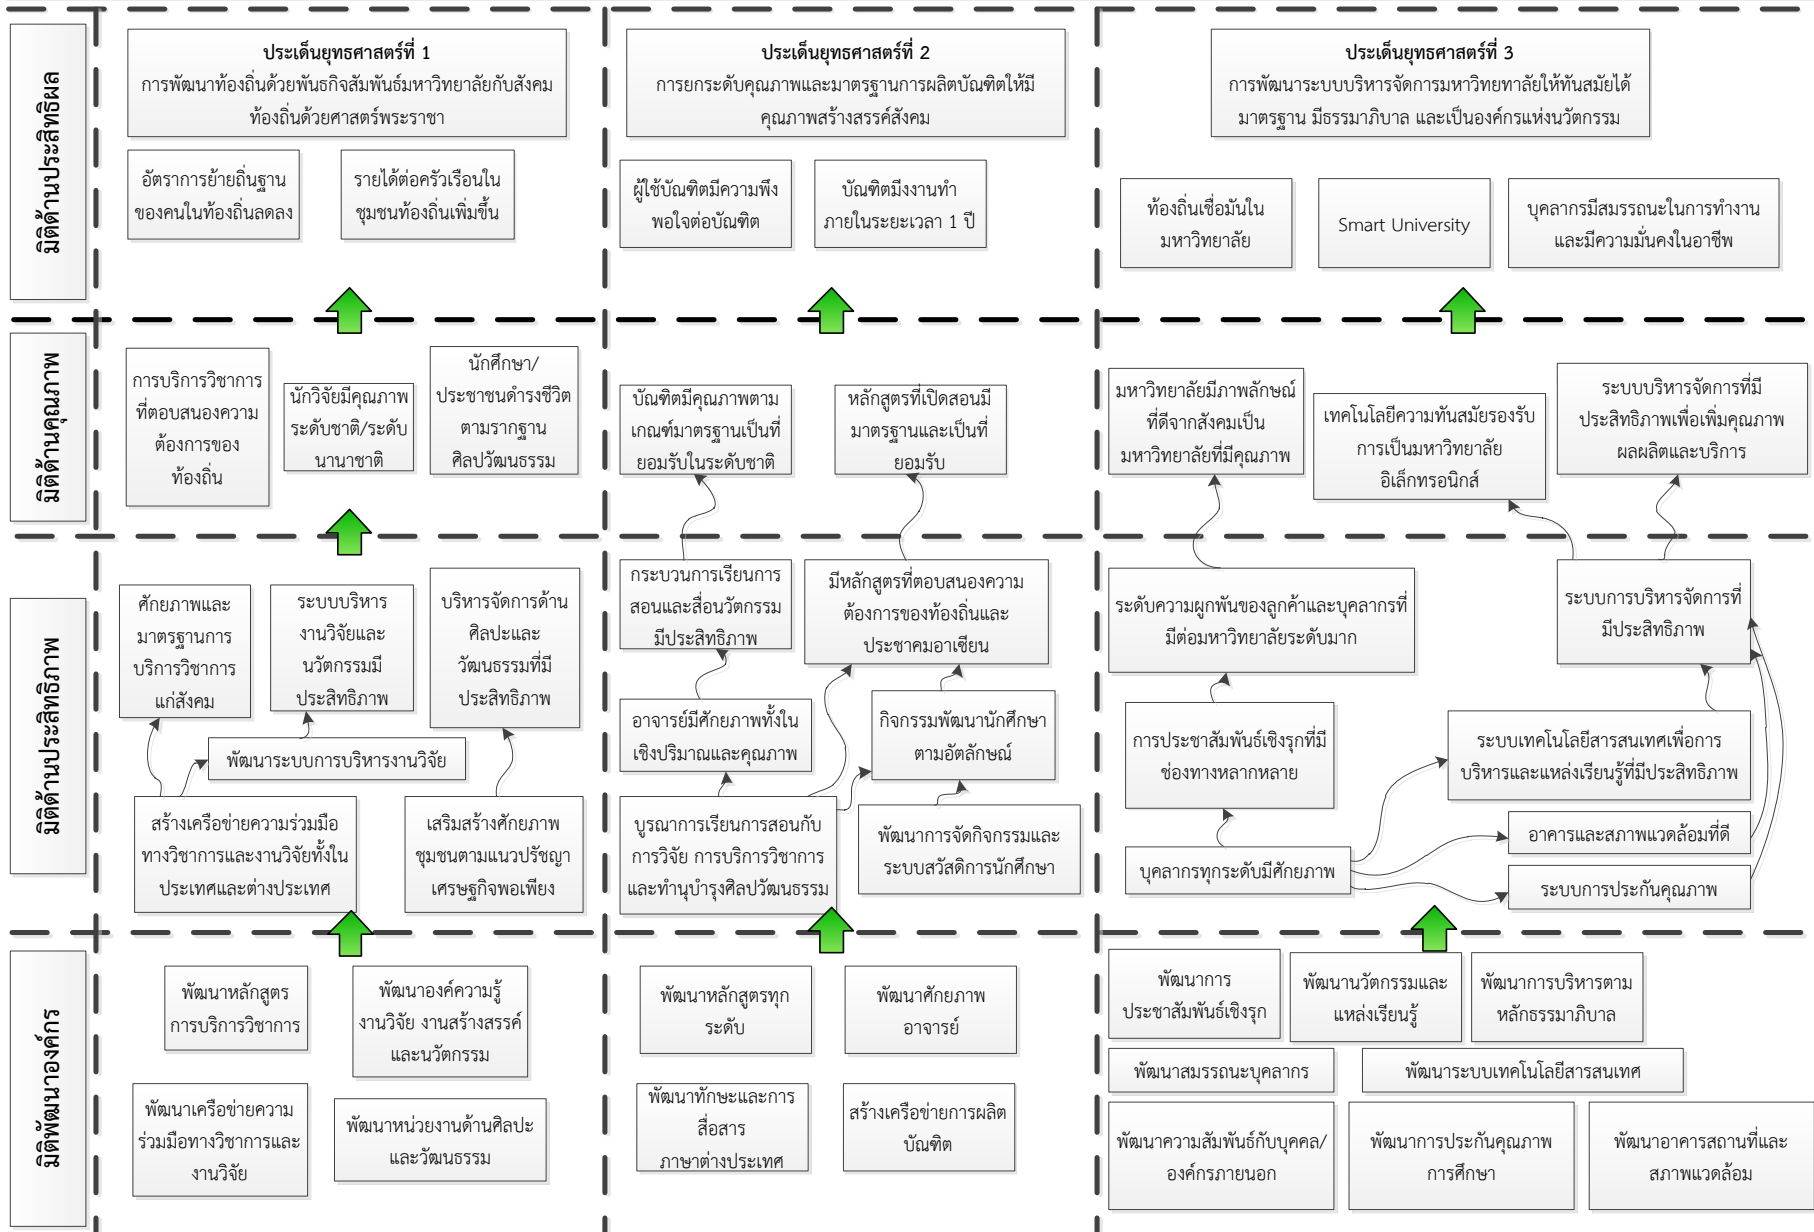 มิติด้านประสิทธิผล
ประเด็นยุทธศาสตร์ที่ 1
การพัฒนาท้องถิ่นด้วยพันธกิจสัมพันธ์มหาวิทยาลัยกับสังคม
ท้องถิ่นด้วยศาสตร์พระราชา
อัตราการย้ายถิ่นฐาน
ของคนในท้องถิ่นลดลง
รายได้ต่อครัวเรือนใน
ชุมชนท้องถิ่นเพิ่มขึ้น
ประเด็นยุทธศาสตร์ที่ 2
การยกระดับคุณภาพและมาตรฐานการผลิตบัณฑิตให้มี
คุณภาพสร้างสรรค์สังคม
ผู้ใช้บัณฑิตมีความพึง
พอใจต่อบัณฑิต
บัณฑิตมีงงานทำ
ภายในระยะเวลา 1 ปี
ประเด็นยุทธศาสตร์ที่ 3
การพัฒนาระบบบริหารจัดการมหาวิทยทาลัยให้ทันสมัยได้
มาตรฐาน มีธรรมาภิบาล และเป็นองค์กรแห่งนวัตกรรม
ท้องถิ่นเชื่อมันใน
มหาวิทยาลัย
Smart University
บุคลากรมีสมรรถนะในการทำงาน
และมีความมั่นคงในอาชีพ
มิติด้านคุณภาพ
การบริการวิชาการ
ที่ตอบสนองความ
ต้องการของ
ท้องถิ่น
นักวิจัยมีคุณภาพ
ระดับชาติ/ระดับ
นานาชาติ
นักศึกษา/
ประชาชนดำรงชีวิต
ตามรากฐาน
ศิลปวัฒนธรรม
บัณฑิตมีคุณภาพตาม
เกณฑ์มาตรฐานเป็นที่
ยอมรับในระดับชาติ
หลักสูตรที่เปิดสอนมี
มาตรฐานและเป็นที่
ยอมรับ
มหาวิทยาลัยมีภาพลักษณ์
ที่ดีจากสังคมเป็น
มหาวิทยาลัยที่มีคุณภาพ
เทคโนโลยีความทันสมัยรองรับ
การเป็นมหาวิทยาลัย
อิเล็กทรอนิกส์
ระบบบริหารจัดการที่มี
ประสิทธิภาพเพื่อเพิ่มคุณภาพ
ผลผลิตและบริการ
มิติด้านประสิทธิภาพ
ศักยภาพและ
มาตรฐานการ
บริการวิชาการ
แก่สังคม
ระบบบริหาร
งานวิจัยและ
นวัตกรรมมี
ประสิทธิภาพ
บริหารจัดการด้าน
ศิลปะและ
วัฒนธรรมที่มี
ประสิทธิภาพ
พัฒนาระบบการบริหารงานวิจัย
สร้างเครือข่ายความร่วมมือ
ทางวิชาการและงานวิจัยทั้งใน
ประเทศและต่างประเทศ
เสริมสร้างศักยภาพ
ชุมชนตามแนวปรัชญา
เศรษฐกิจพอเพียง
กระบวนการเรียนการ
สอนและสื่อนวัตกรรม
มีประสิทธิภาพ
มีหลักสูตรที่ตอบสนองความ
ต้องการของท้องถิ่นและ
ประชาคมอาเซียน
อาจารย์มีศักยภาพทั้งใน
เชิงปริมาณและคุณภาพ
กิจกรรมพัฒนานักศึกษา
ตามอัตลักษณ์
บูรณาการเรียนการสอนกับ
การวิจัย การบริการวิชาการ
และทำนุบำรุงศิลปวัฒนธรรม
พัฒนาการจัดกิจกรรมและ
ระบบสวัสดิการนักศึกษา
ระดับความผูกพันของลูกค้าและบุคลากรที่
มีต่อมหาวิทยาลัยระดับมาก
ระบบการบริหารจัดการที่
มีประสิทธิภาพ
การประชาสัมพันธ์เชิงรุกที่มี
ช่องทางหลากหลาย
ระบบเทคโนโลยีสารสนเทศเพื่อการ
บริหารและแหล่งเรียนรู้ที่มีประสิทธิภาพ
อาคารและสภาพแวดล้อมที่ดี
บุคลากรทุกระดับมีศักยภาพ
ระบบการประกันคุณภาพ
มิติพัฒนาองค์กร
พัฒนาหลักสูตร
การบริการวิชาการ
พัฒนาองค์ความรู้
งานวิจัย งานสร้างสรรค์
และนวัตกรรม
พัฒนาเครือข่ายความ
ร่วมมือทางวิชาการและ
งานวิจัย
พัฒนาหน่วยงานด้านศิลปะ
และวัฒนธรรม
พัฒนาหลักสูตรทุก
ระดับ
พัฒนาศักยภาพ
อาจารย์
พัฒนาทักษะและการ
สื่อสาร
ภาษาต่างประเทศ
สร้างเครือข่ายการผลิต
บัณฑิต
พัฒนาการ
ประชาสัมพันธ์เชิงรุก
พัฒนานวัตกรรมและ
แหล่งเรียนรู้
พัฒนาการบริหารตาม
หลักธรรมาภิบาล
พัฒนาสมรรถนะบุคลากร
พัฒนาระบบเทคโนโลยีสารสนเทศ
พัฒนาความสัมพันธ์กับบุคคล/
องค์กรภายนอก
พัฒนาการประกันคุณภาพ
การศึกษา
พัฒนาอาคารสถานที่และ
สภาพแวดล้อม